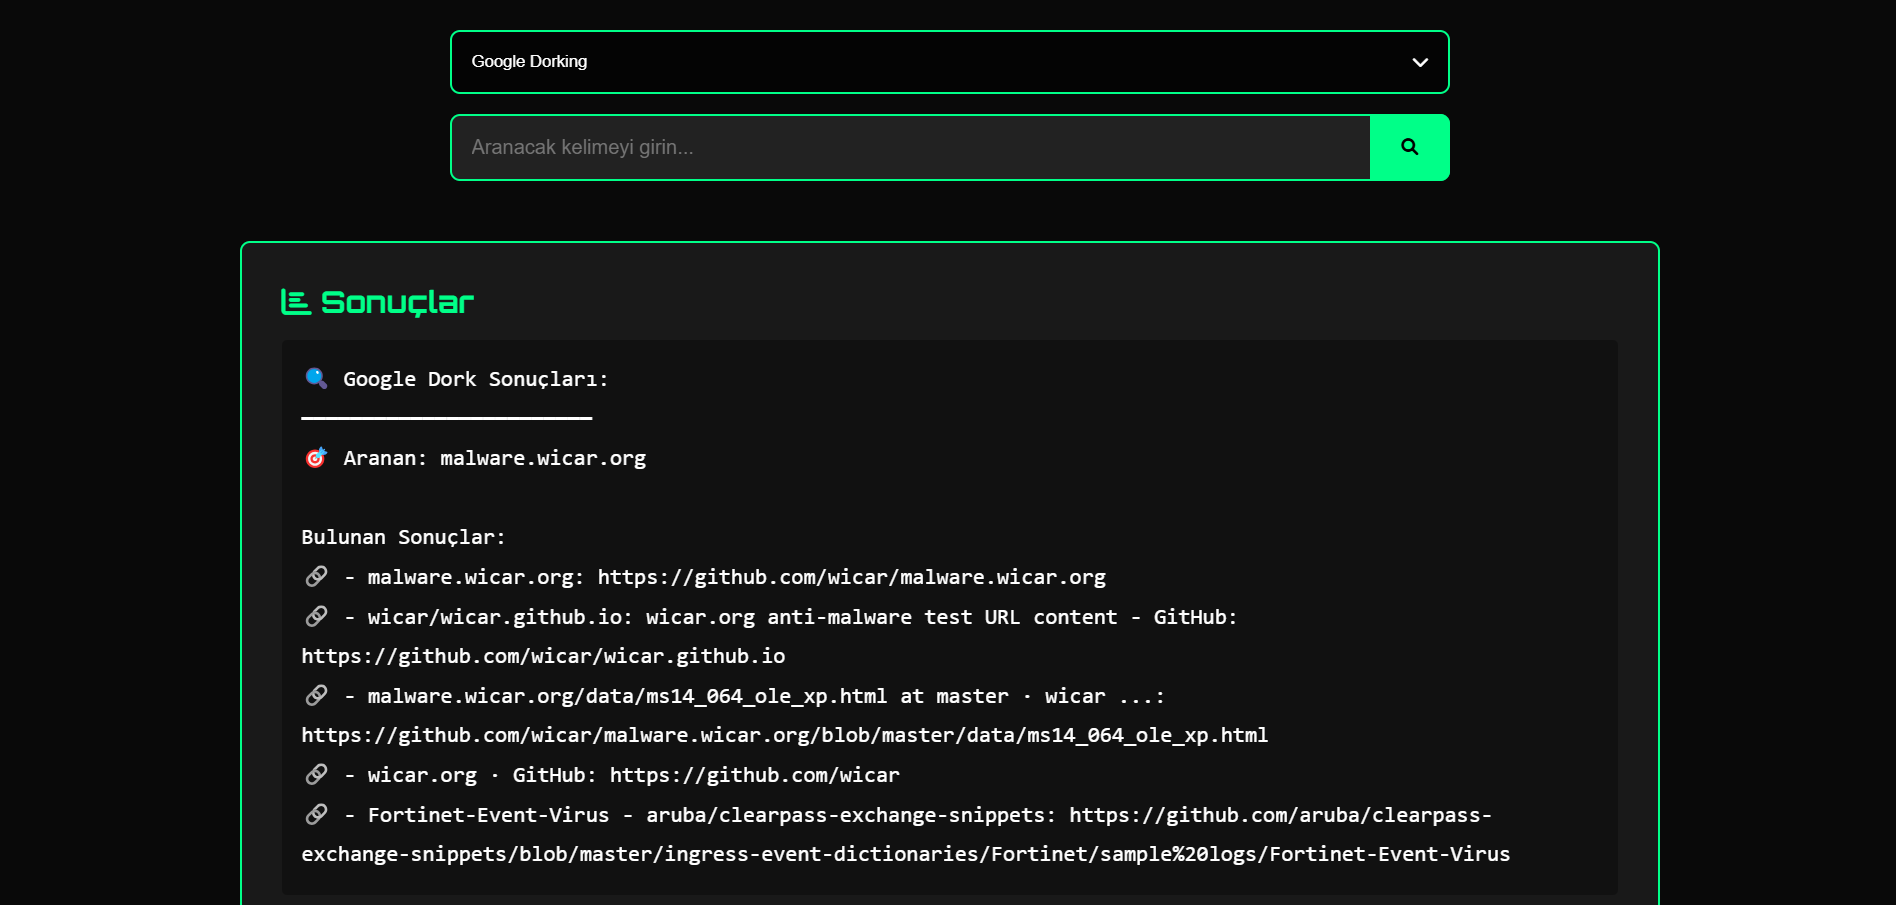 Google Dorking
Aranacak kelimeyi girin...
Sonuçlar
Google Dork Sonuçları:
Aranan: malware.wicar.org
Bulunan Sonuçlar:
- malware.wicar.org: https://github.com/wicar/malware.wicar.org
- wicar/wicar.github.io: wicar.org anti-malware test URL content - GitHub:
https://github.com/wicar/wicar.github.io
- malware.wicar.org/data/ms14_064_ole_xp.html at master · wicar ...:
https://github.com/wicar/malware.wicar.org/blob/master/data/ms14_064_ole_xp.html
- wicar.org · GitHub: https://github.com/wicar
- Fortinet-Event-Virus - aruba/clearpass-exchange-snippets: https://github.com/aruba/clearpass-
exchange-snippets/blob/master/ingress-event-dictionaries/Fortinet/sample%20logs/Fortinet-Event-Virus